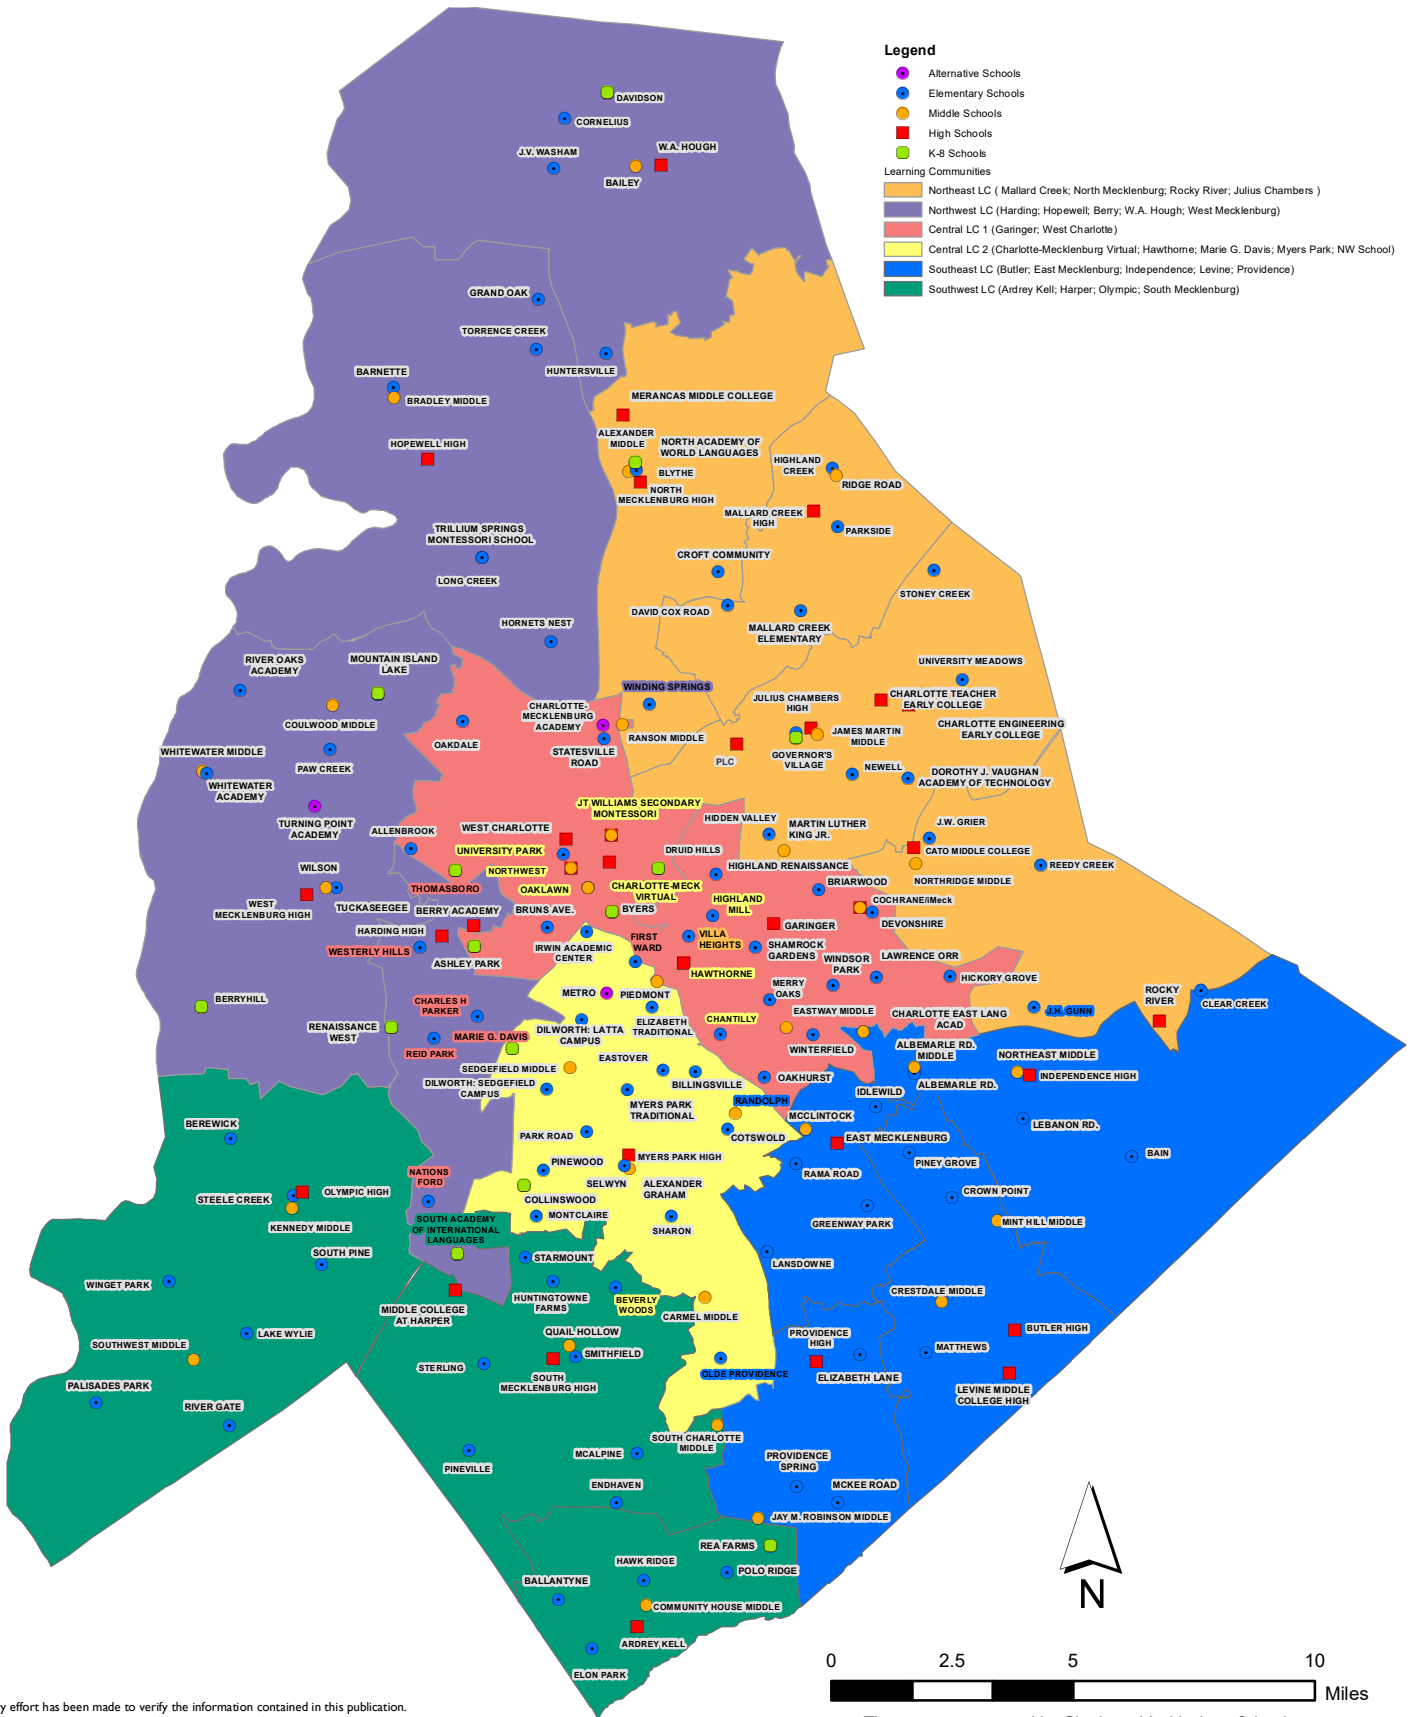 Legend
Alternative Schools
Elementary Schools
Middle Schools
High Schools
K-8 Schools
Learning Communities
Northeast LC ( Mallard Creek; North Mecklenburg; Rocky River; Julius Chambers )
Northwest LC (Harding; Hopewell; Berry; W.A. Hough; West Mecklenburg)
Central LC 1 (Garinger; West Charlotte)
Central LC 2 (Charlotte-Mecklenburg Virtual; Hawthorne; Marie G. Davis; Myers Park; NW School)
Southeast LC (Butler; East Mecklenburg; Independence; Levine; Providence)
Southwest LC (Ardrey Kell; Harper; Olympic; South Mecklenburg)
DAVIDSON
CORNELIUS
J.V. WASHAM
W.A. HOUGH
BAILEY
GRAND OAK
TORRENCE CREEK
HUNTERSVILLE
BARNETTE
BRADLEY MIDDLE
MERANCAS MIDDLE COLLEGE
HOPEWELL HIGH
ALEXANDER
MIDDLE
NORTH ACADEMY OF
WORLD LANGUAGES
BLYTHE
NORTH
MECKLENBURG HIGH
HIGHLAND
CREEK
RIDGE ROAD
MALLARD CREEK
HIGH
PARKSIDE
TRILLIUM SPRINGS
MONTESSORI SCHOOL
LONG CREEK
CROFT COMMUNITY
STONEY CREEK
DAVID COX ROAD
MALLARD CREEK
ELEMENTARY
HORNETS NEST
RIVER OAKS
ACADEMY
MOUNTAIN ISLAND
LAKE
UNIVERSITY MEADOWS
WINDING SPRINGS
COULWOOD MIDDLE
OAKDALE
CHARLOTTE-
MECKLENBURG
ACADEMY
RANSON MIDDLE
STATESVILLE
ROAD
JULIUS CHAMBERS
HIGH
CHARLOTTE TEACHER
EARLY COLLEGE
CHARLOTTE ENGINEERING
EARLY COLLEGE
JAMES MARTIN
MIDDLE
PLC
GOVERNOR'S
VILLAGE
NEWELL
DOROTHY J. VAUGHAN
ACADEMY OF TECHNOLOGY
WHITEWATER MIDDLE
PAW CREEK
WHITEWATER
ACADEMY
TURNING POINT
ACADEMY
JT WILLIAMS SECONDARY
MONTESSORI
HIDDEN VALLEY
MARTIN LUTHER
KING JR.
J.W. GRIER
ALLENBROOK
WEST CHARLOTTE
UNIVERSITY PARK
DRUID HILLS
CATO MIDDLE COLLEGE
REEDY CREEK
WILSON
NORTHWEST
HIGHLAND RENAISSANCE
NORTHRIDGE MIDDLE
THOMASBORO
OAKLAWN
CHARLOTTE-MECK
VIRTUAL
BRIARWOOD
WEST
MECKLENBURG HIGH
TUCKASEEGEE
BERRY ACADEMY
BRUNS AVE.
BYERS
HIGHLAND
MILL
COCHRANE/iMeck
DEVONSHIRE
HARDING HIGH
GARINGER
WESTERLY HILLS
ASHLEY PARK
IRWIN ACADEMIC
CENTER
FIRST
WARD
VILLA
HEIGHTS
SHAMROCK
GARDENS
WINDSOR
PARK
LAWRENCE ORR
HAWTHORNE
HICKORY GROVE
BERRYHILL
CHARLES H
PARKER
METRO
PIEDMONT
MERRY
OAKS
ROCKY
RIVER
CLEAR CREEK
J.H. GUNN
RENAISSANCE
WEST
MARIE G. DAVIS
DILWORTH: LATTA
CAMPUS
ELIZABETH
TRADITIONAL
CHANTILLY
EASTWAY MIDDLE
CHARLOTTE EAST LANG
ACAD
REID PARK
WINTERFIELD
ALBEMARLE RD.
MIDDLE
NORTHEAST MIDDLE
SEDGEFIELD MIDDLE
EASTOVER
BILLINGSVILLE
OAKHURST
ALBEMARLE RD.
INDEPENDENCE HIGH
DILWORTH: SEDGEFIELD
CAMPUS
MYERS PARK
TRADITIONAL
RANDOLPH
IDLEWILD
BEREWICK
PARK ROAD
COTSWOLD
MCCLINTOCK
LEBANON RD.
EAST MECKLENBURG
PINEWOOD
MYERS PARK HIGH
RAMA ROAD
PINEY GROVE
BAIN
NATIONS
FORD
SELWYN
ALEXANDER
GRAHAM
STEELE CREEK
OLYMPIC HIGH
COLLINSWOOD
CROWN POINT
KENNEDY MIDDLE
SOUTH ACADEMY
OF INTERNATIONAL
LANGUAGES
MONTCLAIRE
SHARON
GREENWAY PARK
MINT HILL MIDDLE
SOUTH PINE
STARMOUNT
LANSDOWNE
WINGET PARK
HUNTINGTOWNE
FARMS
BEVERLY
WOODS
CRESTDALE MIDDLE
MIDDLE COLLEGE
AT HARPER
CARMEL MIDDLE
LAKE WYLIE
QUAIL HOLLOW
PROVIDENCE
HIGH
BUTLER HIGH
SOUTHWEST MIDDLE
SMITHFIELD
MATTHEWS
STERLING
SOUTH
MECKLENBURG HIGH
OLDE PROVIDENCE
ELIZABETH LANE
PALISADES PARK
LEVINE MIDDLE
COLLEGE HIGH
RIVER GATE
SOUTH CHARLOTTE
MIDDLE
MCALPINE
PINEVILLE
PROVIDENCE
SPRING
ENDHAVEN
MCKEE ROAD
JAY M. ROBINSON MIDDLE
REA FARMS
HAWK RIDGE
POLO RIDGE
BALLANTYNE
COMMUNITY HOUSE MIDDLE
ARDREY KELL
ELON PARK
N
0 2.5 5 10
Miles
y effort has been made to verify the information contained in this publication.